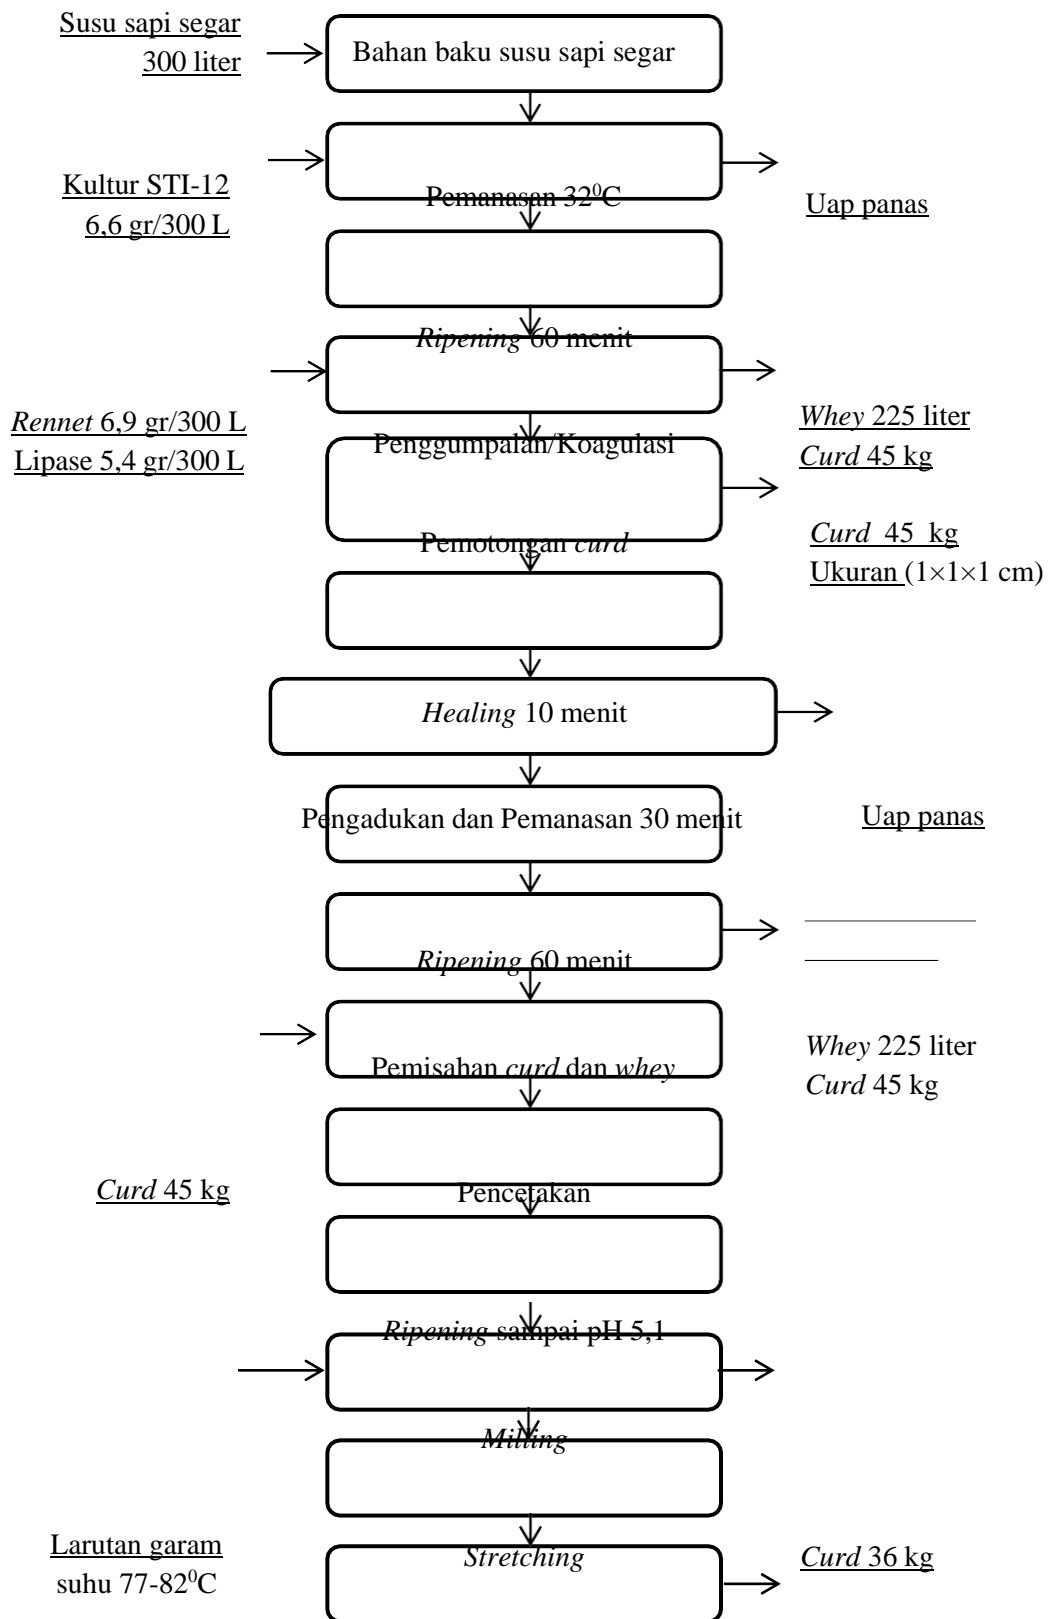 Susu sapi segar
300 liter
Bahan baku susu sapi segar
Kultur STI-12
6,6 gr/300 L
Pemanasan 32⁰C
Uap panas
Ripening 60 menit
Rennet 6,9 gr/300 L
Lipase 5,4 gr/300 L
Penggumpalan/Koagulasi
Whey 225 liter
Curd 45 kg
Pemotongan curd
Curd 45 kg
Ukuran (1×1×1 cm)
Healing 10 menit
Pengadukan dan Pemanasan 30 menit
Uap panas
Ripening 60 menit
Pemisahan curd dan whey
Whey 225 liter
Curd 45 kg
Curd 45 kg
Pencetakan
Ripening sampai pH 5,1
Milling
Larutan garam
suhu 77-82⁰C
Stretching
Curd 36 kg